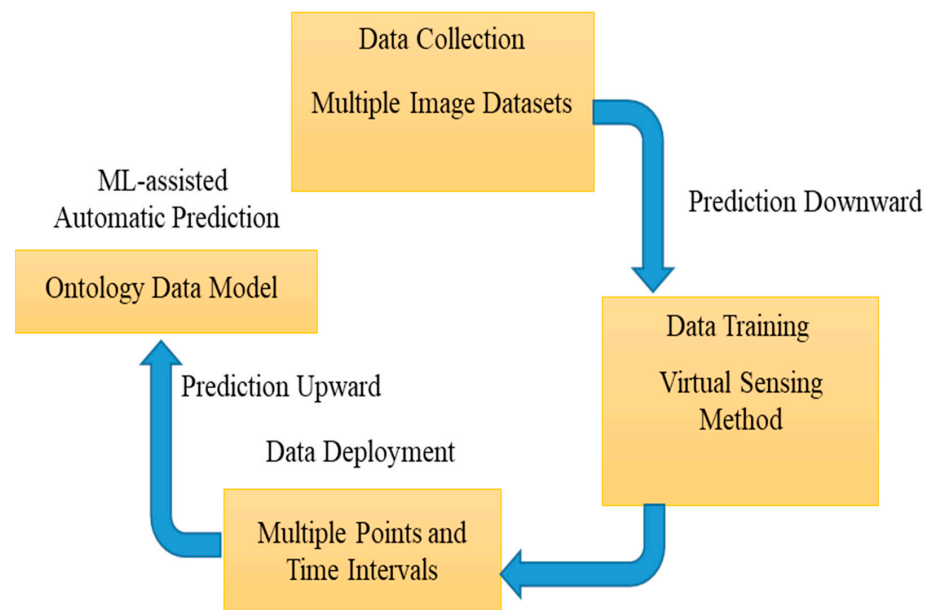 Data Collection
Multiple Image Datasets
Prediction Downward
ML-assisted
Automatic Prediction
Ontology Data Model
Data Training
Virtual Sensing
Method
Prediction Upward
Data Deployment
Multiple Points and
Time Intervals